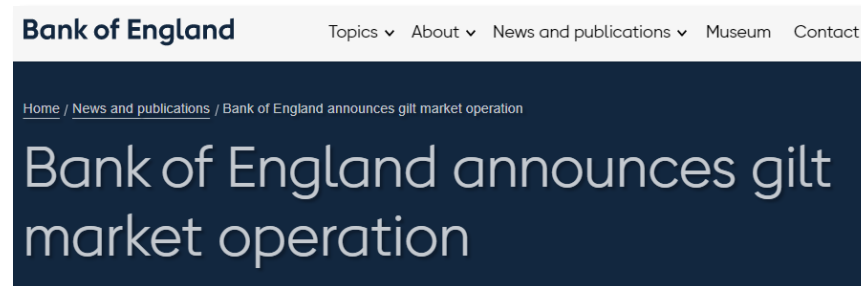 Bank of England Topics About News and publications Museum Contact
Home / News and publications / Bank of England announces gilt market operation
Bank of England announces gilt
market operation